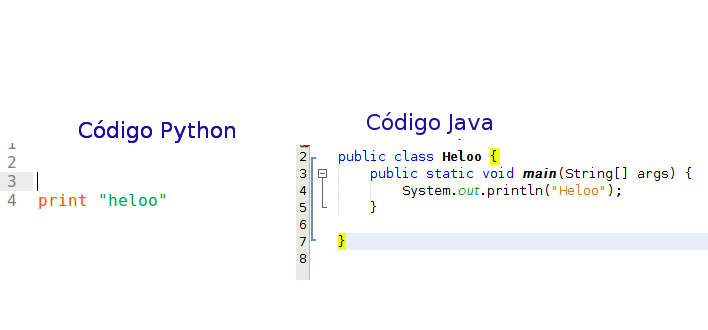 Código Python
1
2
3
4 print "heloo"
Código Java
2 public class Heloo {
3 public static void main(String[] args) {
4 System.out.println("Heloo");
5 }
6
7 }
8